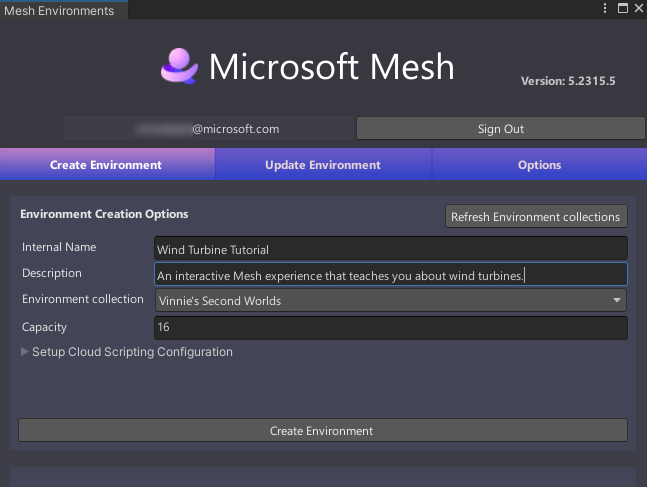 Mesh Environments
Microsoft Mesh
Version: 5.2315.5
@microsoft.com
Sign Out
Create Environment
Update Environment
Options
Environment Creation Options
Refresh Environment collections
Internal Name
Wind Turbine Tutorial
Description
An interactive Mesh experience that teaches you about wind turbines.
Environment collection
Vinnie's Second Worlds
Capacity
16
Setup Cloud Scripting Configuration
Create Environment